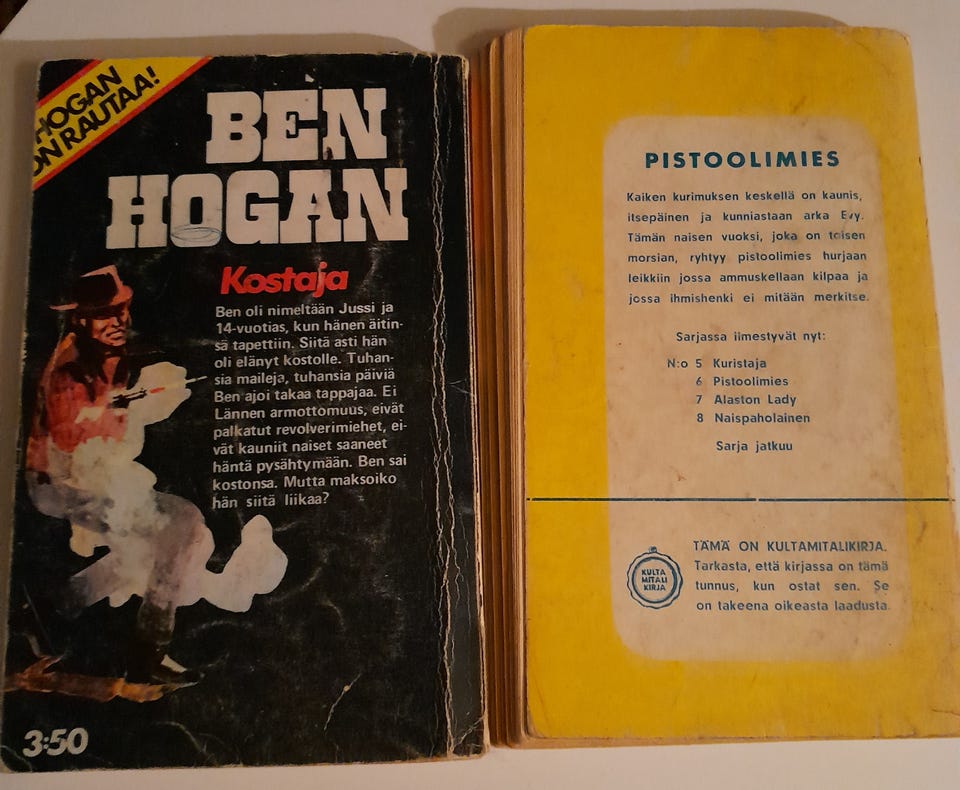 HOGAN
ON RAUTAA!
BEN
HOGAN
Kostaja
Ben oli nimeltään Jussi ja
14-vuotias, kun hänen äitin-
sä tapettiin. Siitä asti hän
oli elänyt kostolle. Tuhan-
sia maileja, tuhansia päiviä
Ben ajoi takaa tappajaa. Ei
Lännen armottomuus, eivät
palkatut revolverimiehet, ei-
vät kauniit naiset saaneet
häntä pysähtymään. Ben sai
kostonsa. Mutta maksoiko
hän siitä liikaa?
3:50
PISTOOLIMIES
Kaiken kurimuksen keskellä on kaunis,
itsepäinen ja kunniastaan arka Evy.
Tämän naisen vuoksi, joka on toisen
morsian, ryhtyy pistoolimies hurjaan
leikkiin jossa ammuskellaan kilpaa ja
jossa ihmishenki ei mitään merkitse.
Sarjassa ilmestyvät nyt:
N:o 5 Kuristaja
6 Pistoolimies
7 Alaston Lady
8 Naispaholainen
Sarja jatkuu
KULTA
MITALI
KIRJA
TÄMÄ ON KULTAMITALIKIRJA.
Tarkasta, että kirjassa on tämä
tunnus, kun ostat sen. Se
on takeena oikeasta laadusta.